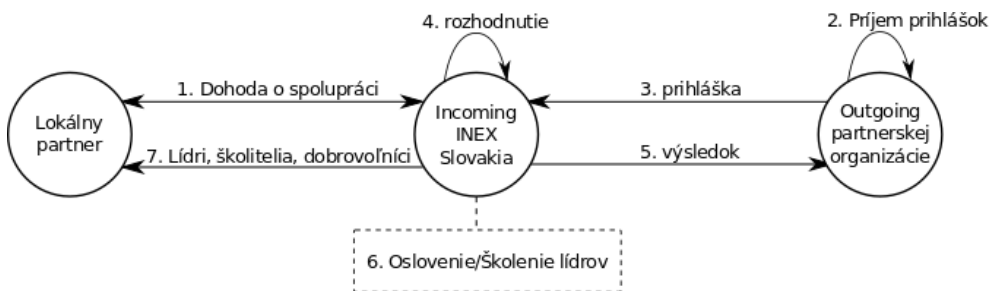 4. rozhodnutie
2. Príjem prihlášok
1. Dohoda o spolupráci
3. prihláška
Lokálny
partner
Incoming
INEX
Slovakia
Outgoing
partnerskej
organizácie
7. Lídri, školitelia, dobrovoľníci
5. výsledok
6. Oslovenie/Školenie lídrov